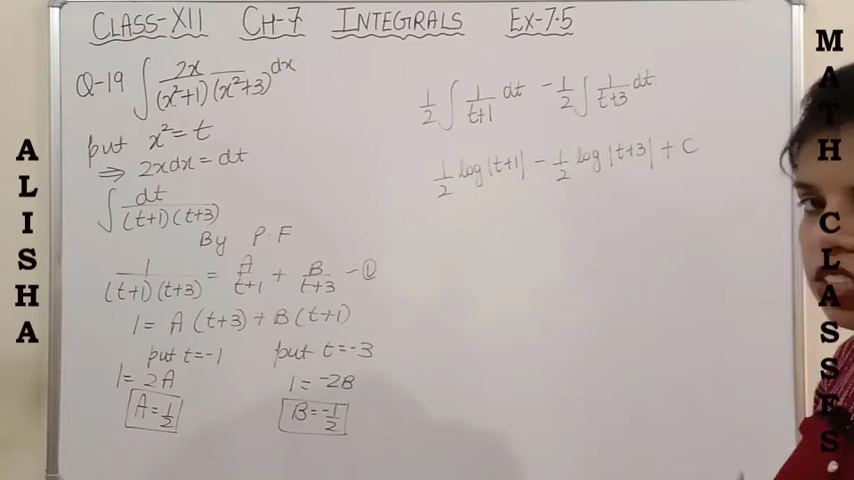 CLASS-XII CH-7 INTEGRALS EX-7.5
Q-19 ∫ 2x/((x²+1)(x²+3)) dx
put x² = t
⇒ 2xdx = dt
∫ dt/((t+1)(t+3))
By P.F
1/((t+1)(t+3)) = A/(t+1) + B/(t+3) -①
1 = A(t+3) + B(t+1)
put t=-1 put t=-3
1 = 2A 1 = -2B
A = 1/2 B = -1/2
1/2 ∫ 1/(t+1) dt - 1/2 ∫ 1/(t+3) dt
1/2 log|t+1| - 1/2 log|t+3| + C
ALISHA
MATH CLASSES